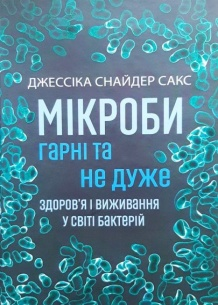 ДЖЕССІКА СНАЙДЕР САКС
МІКРОБИ
ГАРНІ ТА
НЕ ДУЖЕ
ЗДОРОВ'Я І ВИЖИВАННЯ
У СВІТІ БАКТЕРІЙ